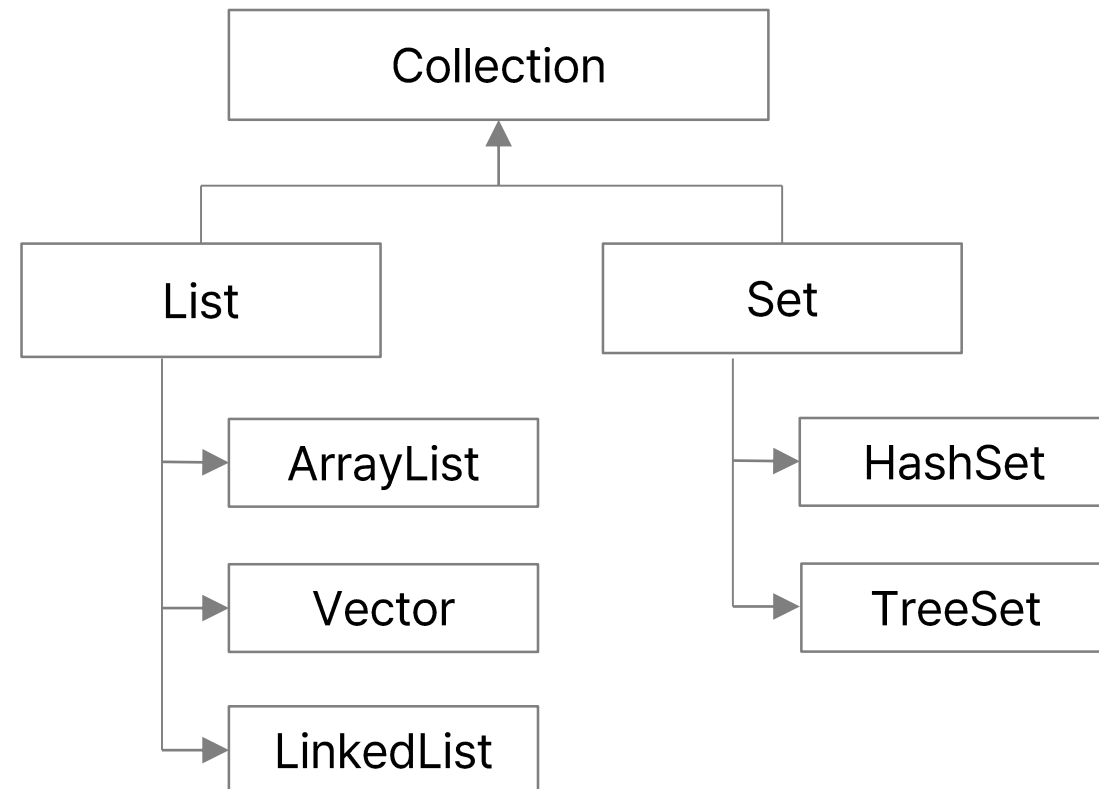 Collection
List
Set
ArrayList
HashSet
Vector
TreeSet
LinkedList